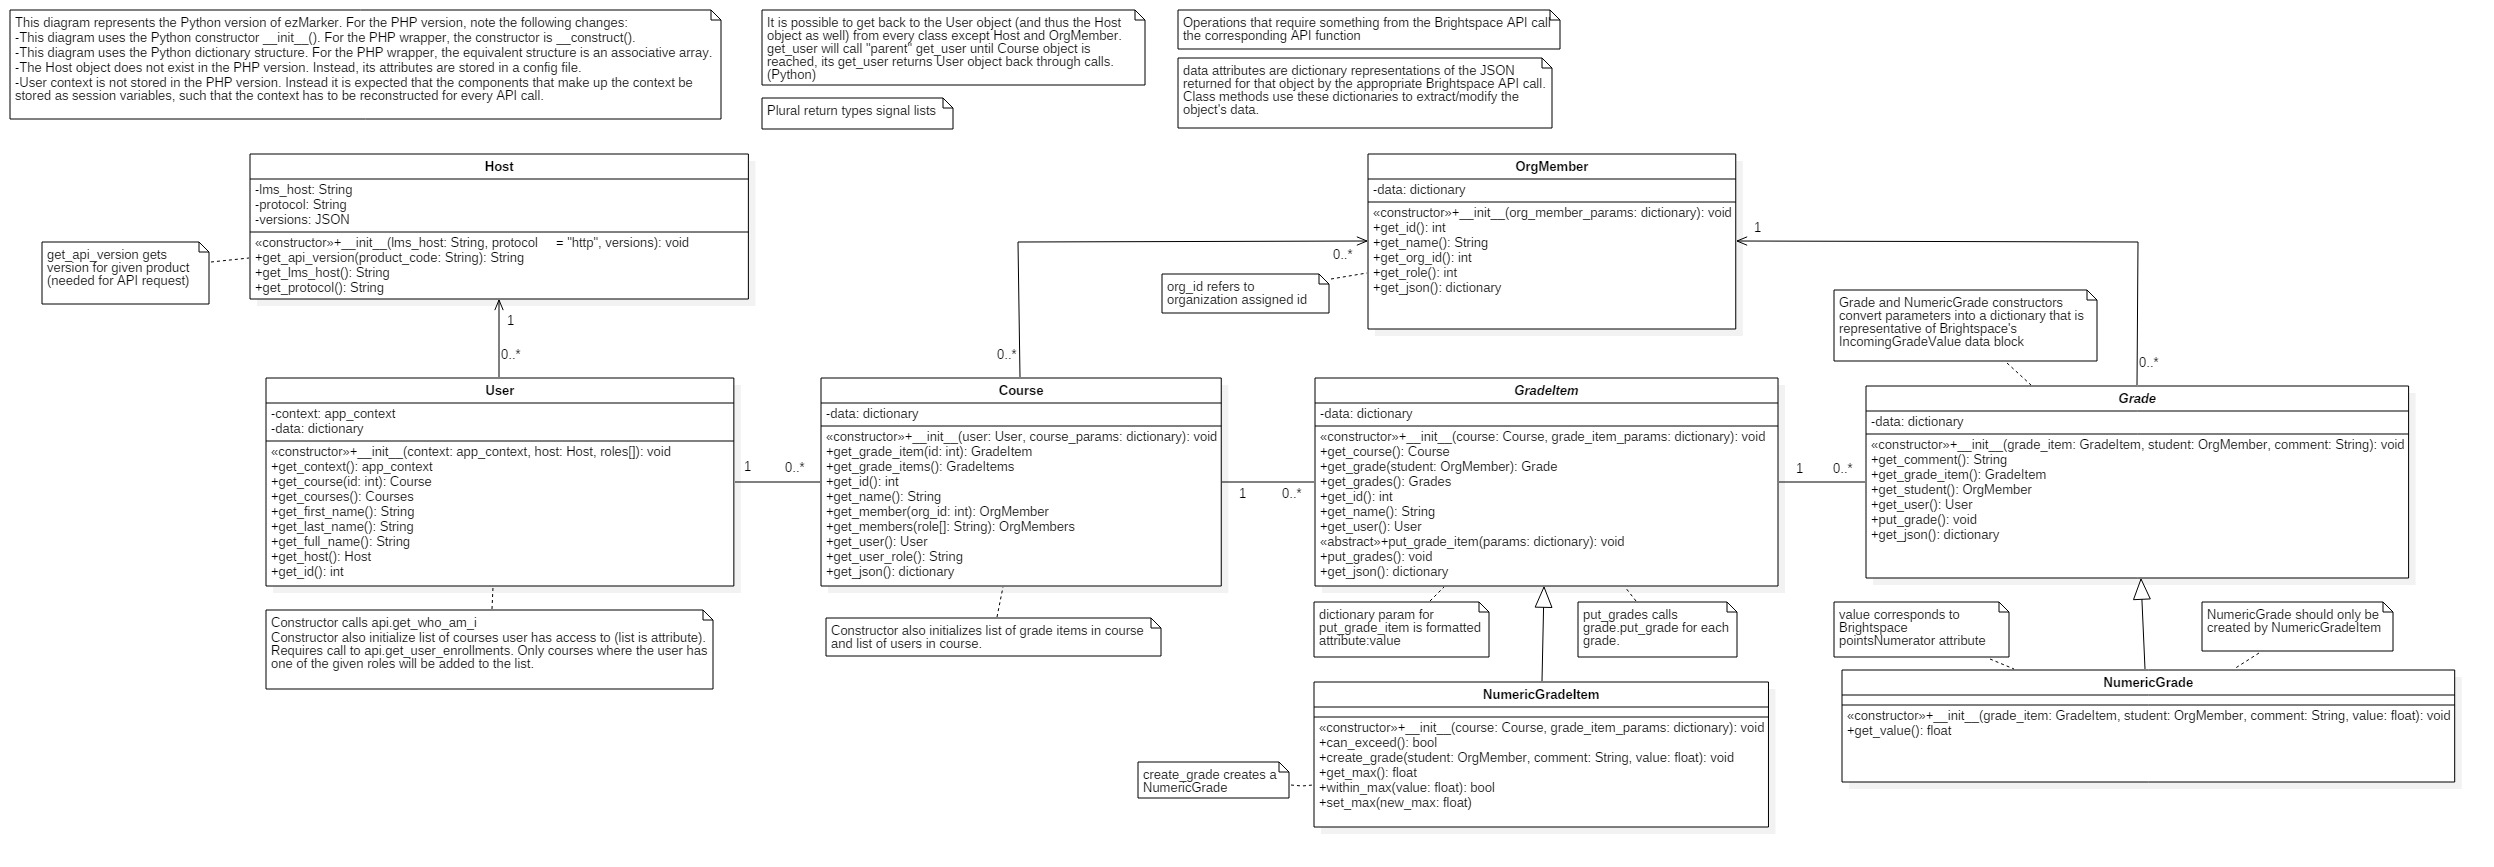 This diagram represents the Python version of ezMarker. For the PHP version, note the following changes:
-This diagram uses the Python constructor __init__(). For the PHP wrapper, the constructor is __construct().
-This diagram uses the Python dictionary structure. For the PHP wrapper, the equivalent structure is an associative array.
-The Host object does not exist in the PHP version. Instead, its attributes are stored in a config file.
-User context is not stored in the PHP version. Instead it is expected that the components that make up the context be
stored as session variables, such that the context has to be reconstructed for every API call.
It is possible to get back to the User object (and thus the Host
object as well) from every class except Host and OrgMember.
get_user will call "parent" get_user until Course object is
reached, its get_user returns User object back through calls.
(Python)
Plural return types signal lists
Operations that require something from the Brightspace API call
the corresponding API function
data attributes are dictionary representations of the JSON
returned for that object by the appropriate Brightspace API call.
Class methods use these dictionaries to extract/modify the
object's data.
Host
-lms_host: String
-protocol: String
-versions: JSON
«constructor»+__init__(lms_host: String, protocol = "http", versions): void
+get_api_version(product_code: String): String
+get_lms_host(): String
+get_protocol(): String
get_api_version gets
version for given product
(needed for API request)
1
0..*
OrgMember
-data: dictionary
«constructor»+__init__(org_member_params: dictionary): void
+get_id(): int
+get_name(): String
+get_org_id(): int
+get_role(): int
+get_json(): dictionary
0..*
0..*
1
0..*
org_id refers to
organization assigned id
Grade and NumericGrade constructors
convert parameters into a dictionary that is
representative of Brightspace's
IncomingGradeValue data block
User
-context: app_context
-data: dictionary
«constructor»+__init__(context: app_context, host: Host, roles[]): void
+get_context(): app_context
+get_course(id: int): Course
+get_courses(): Courses
+get_first_name(): String
+get_last_name(): String
+get_full_name(): String
+get_host(): Host
+get_id(): int
1
0..*
Course
-data: dictionary
«constructor»+__init__(user: User, course_params: dictionary): void
+get_grade_item(id: int): GradeItem
+get_grade_items(): GradeItems
+get_id(): int
+get_name(): String
+get_member(org_id: int): OrgMember
+get_members(role[]: String): OrgMembers
+get_user(): User
+get_user_role(): String
+get_json(): dictionary
1
0..*
GradeItem
-data: dictionary
«constructor»+__init__(course: Course, grade_item_params: dictionary): void
+get_course(): Course
+get_grade(student: OrgMember): Grade
+get_grades(): Grades
+get_id(): int
+get_name(): String
+get_user(): User
«abstract»+put_grade_item(params: dictionary): void
+put_grades(): void
+get_json(): dictionary
1
0..*
Grade
-data: dictionary
«constructor»+__init__(grade_item: GradeItem, student: OrgMember, comment: String): void
+get_comment(): String
+get_grade_item(): GradeItem
+get_student(): OrgMember
+get_user(): User
+put_grade(): void
+get_json(): dictionary
Constructor calls api.get_who_am_i
Constructor also initialize list of courses user has access to (list is attribute).
Requires call to api.get_user_enrollments. Only courses where the user has
one of the given roles will be added to the list.
Constructor also initializes list of grade items in course
and list of users in course.
dictionary param for
put_grade_item is formatted
attribute:value
put_grades calls
grade.put_grade for each
grade.
value corresponds to
Brightspace
pointsNumerator attribute
NumericGrade should only be
created by NumericGradeItem
NumericGradeItem
«constructor»+__init__(course: Course, grade_item_params: dictionary): void
+can_exceed(): bool
+create_grade(student: OrgMember, comment: String, value: float): void
+get_max(): float
+within_max(value: float): bool
+set_max(new_max: float)
create_grade creates a
NumericGrade
NumericGrade
«constructor»+__init__(grade_item: GradeItem, student: OrgMember, comment: String, value: float): void
+get_value(): float